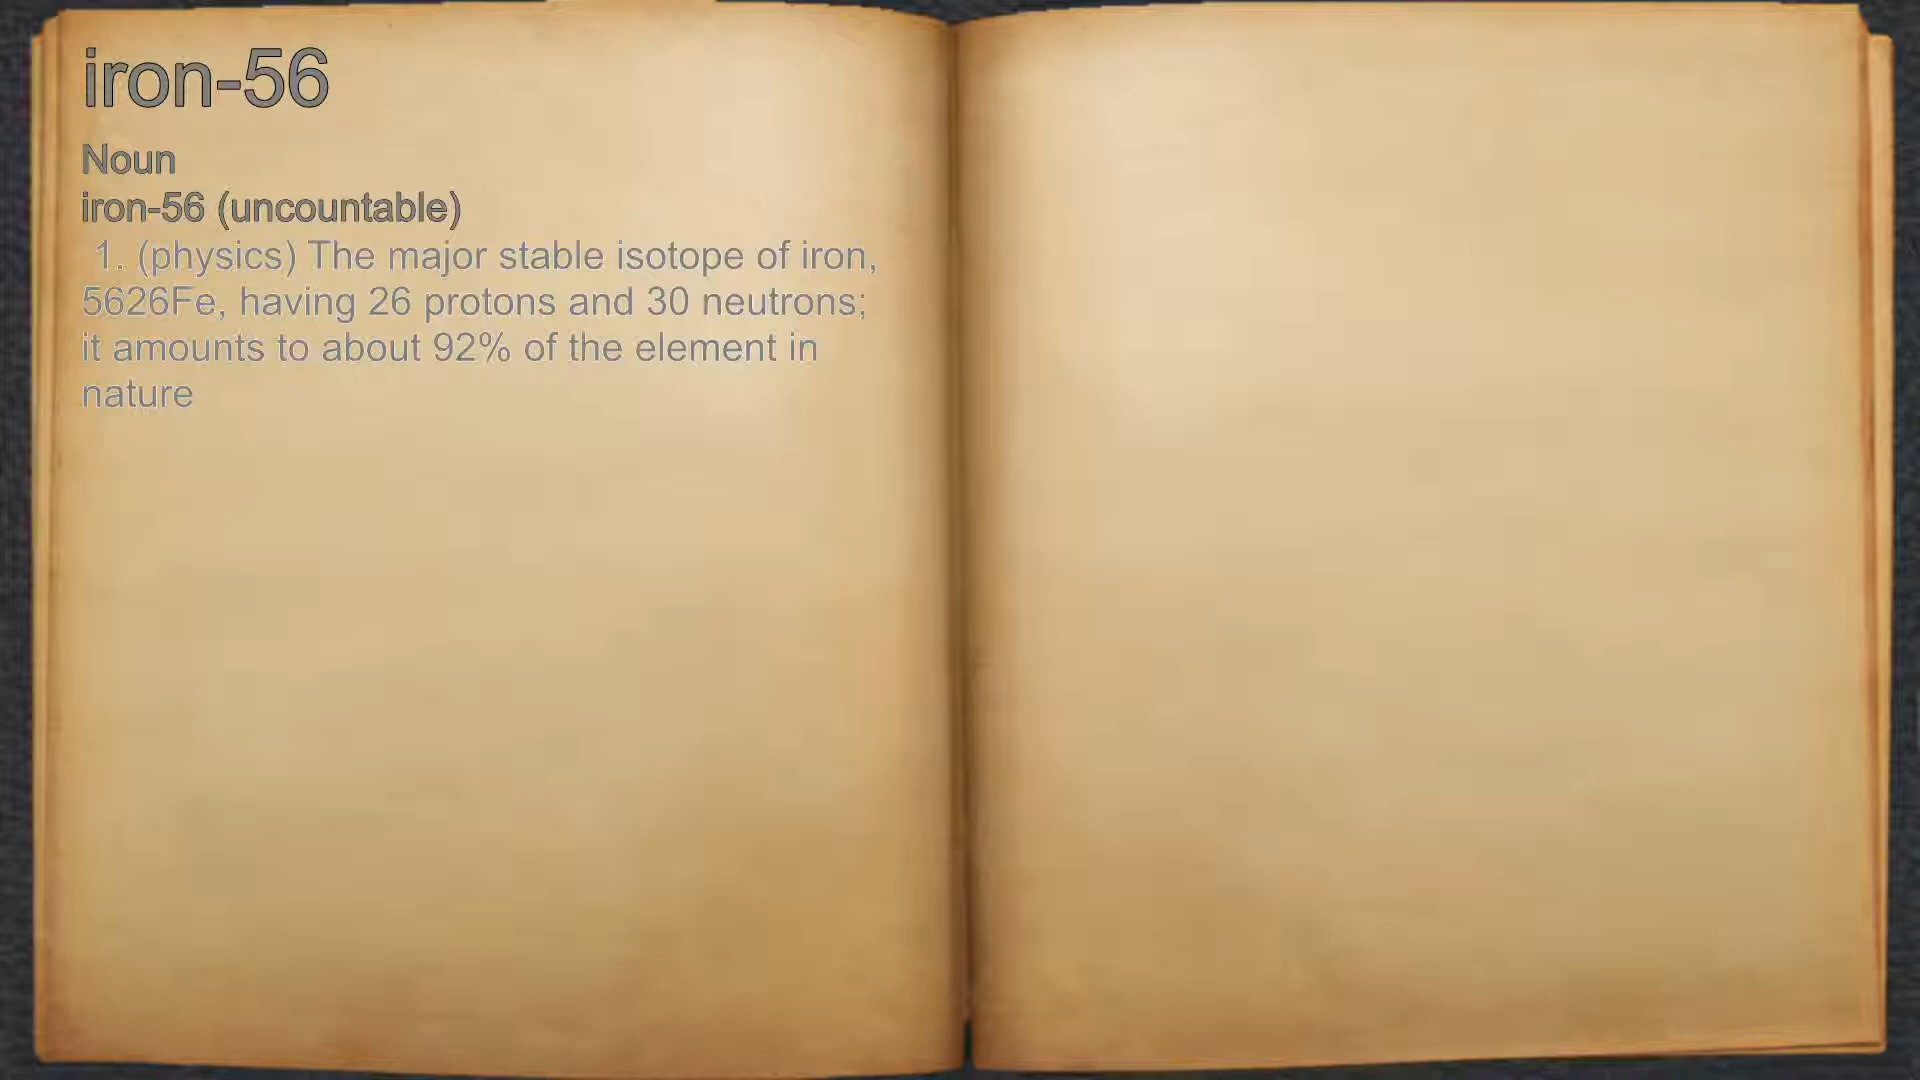 iron-56
Noun
iron-56 (uncountable)
1. (physics) The major stable isotope of iron,
5626Fe, having 26 protons and 30 neutrons;
it amounts to about 92% of the element in
nature